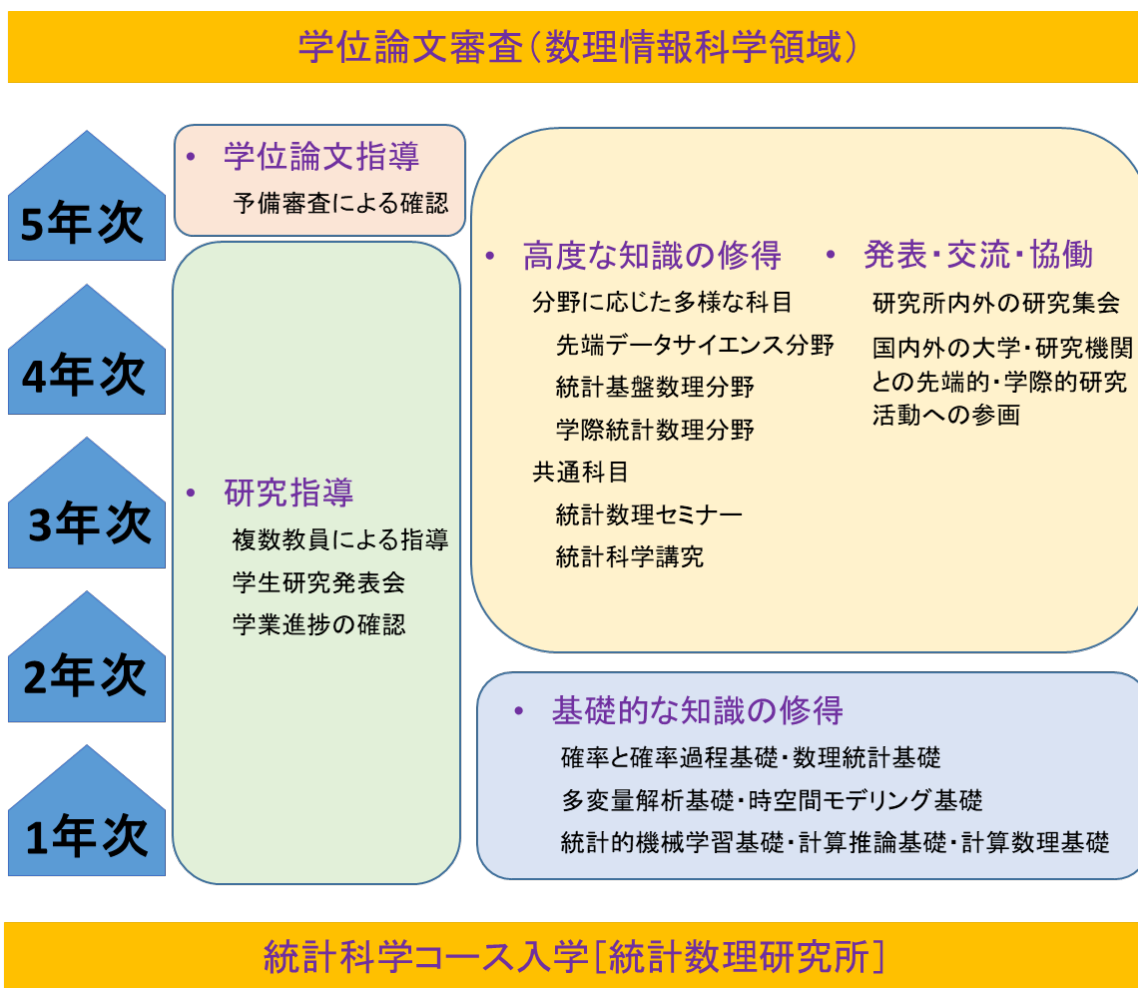 学位論文審査(数理情報科学領域)
5年次
4年次
3年次
2年次
1年次
• 学位論文指導
予備審査による確認
• 研究指導
複数教員による指導
学生研究発表会
学業進捗の確認
• 高度な知識の修得
分野に応じた多様な科目
先端データサイエンス分野
統計基盤数理分野
学際統計数理分野
共通科目
統計数理セミナー
統計科学講究
• 発表・交流・協働
研究所内外の研究集会
国内外の大学・研究機関
との先端的・学際的研究
活動への参画
• 基礎的な知識の修得
確率と確率過程基礎・数理統計基礎
多変量解析基礎・時空間モデリング基礎
統計的機械学習基礎・計算推論基礎・計算数理基礎
統計科学コース入学[統計数理研究所]